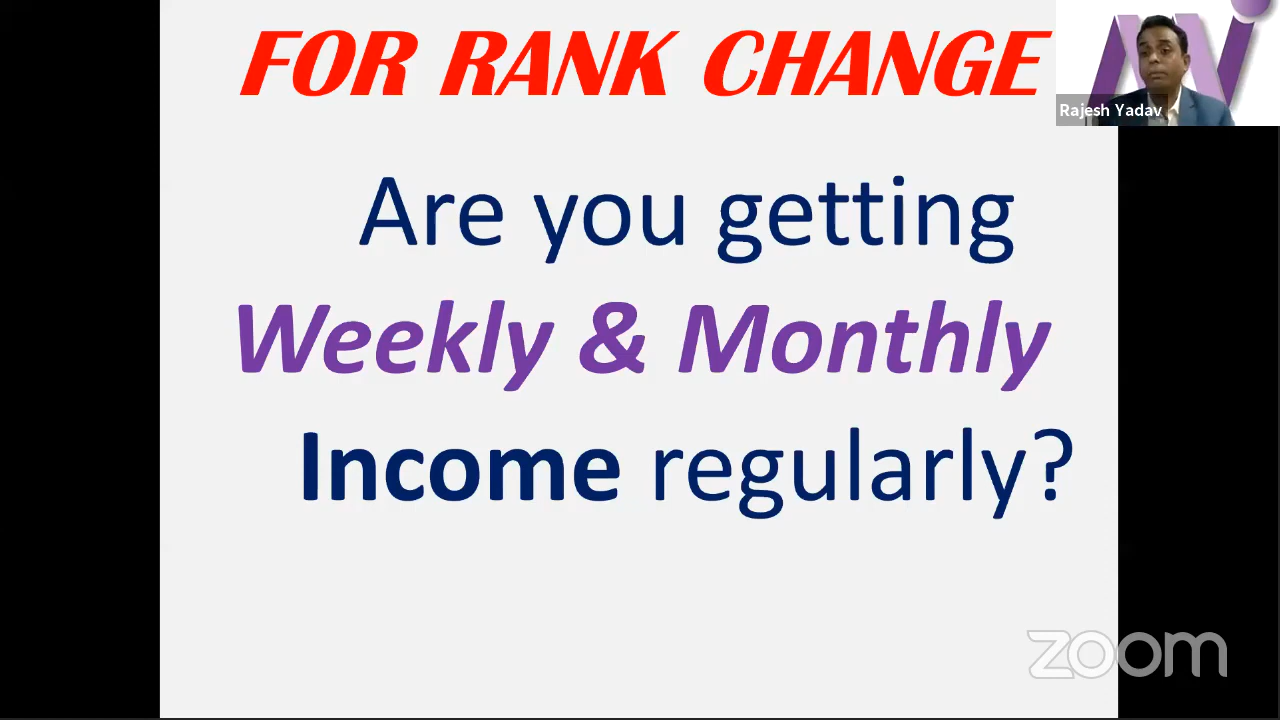 FOR RANK CHANGE
Rajesh Yadav
Are you getting
Weekly & Monthly
Income regularly?
zoom